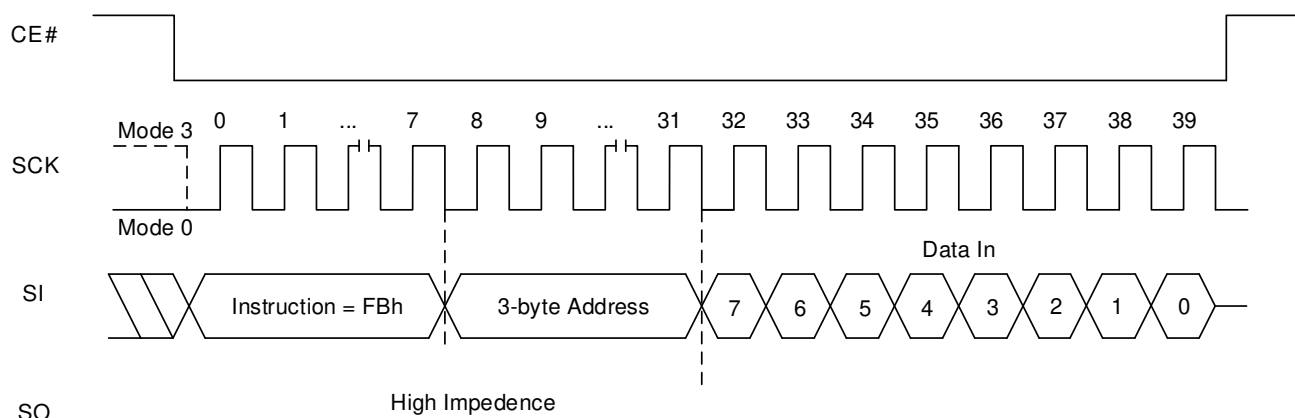 CE#
Mode 3 0 1 ... 7 8 9 ... 31 32 33 34 35 36 37 38 39
SCK
Mode 0
Data In
SI Instruction = FBh 3-byte Address 7 6 5 4 3 2 1 0
High Impedence
SO